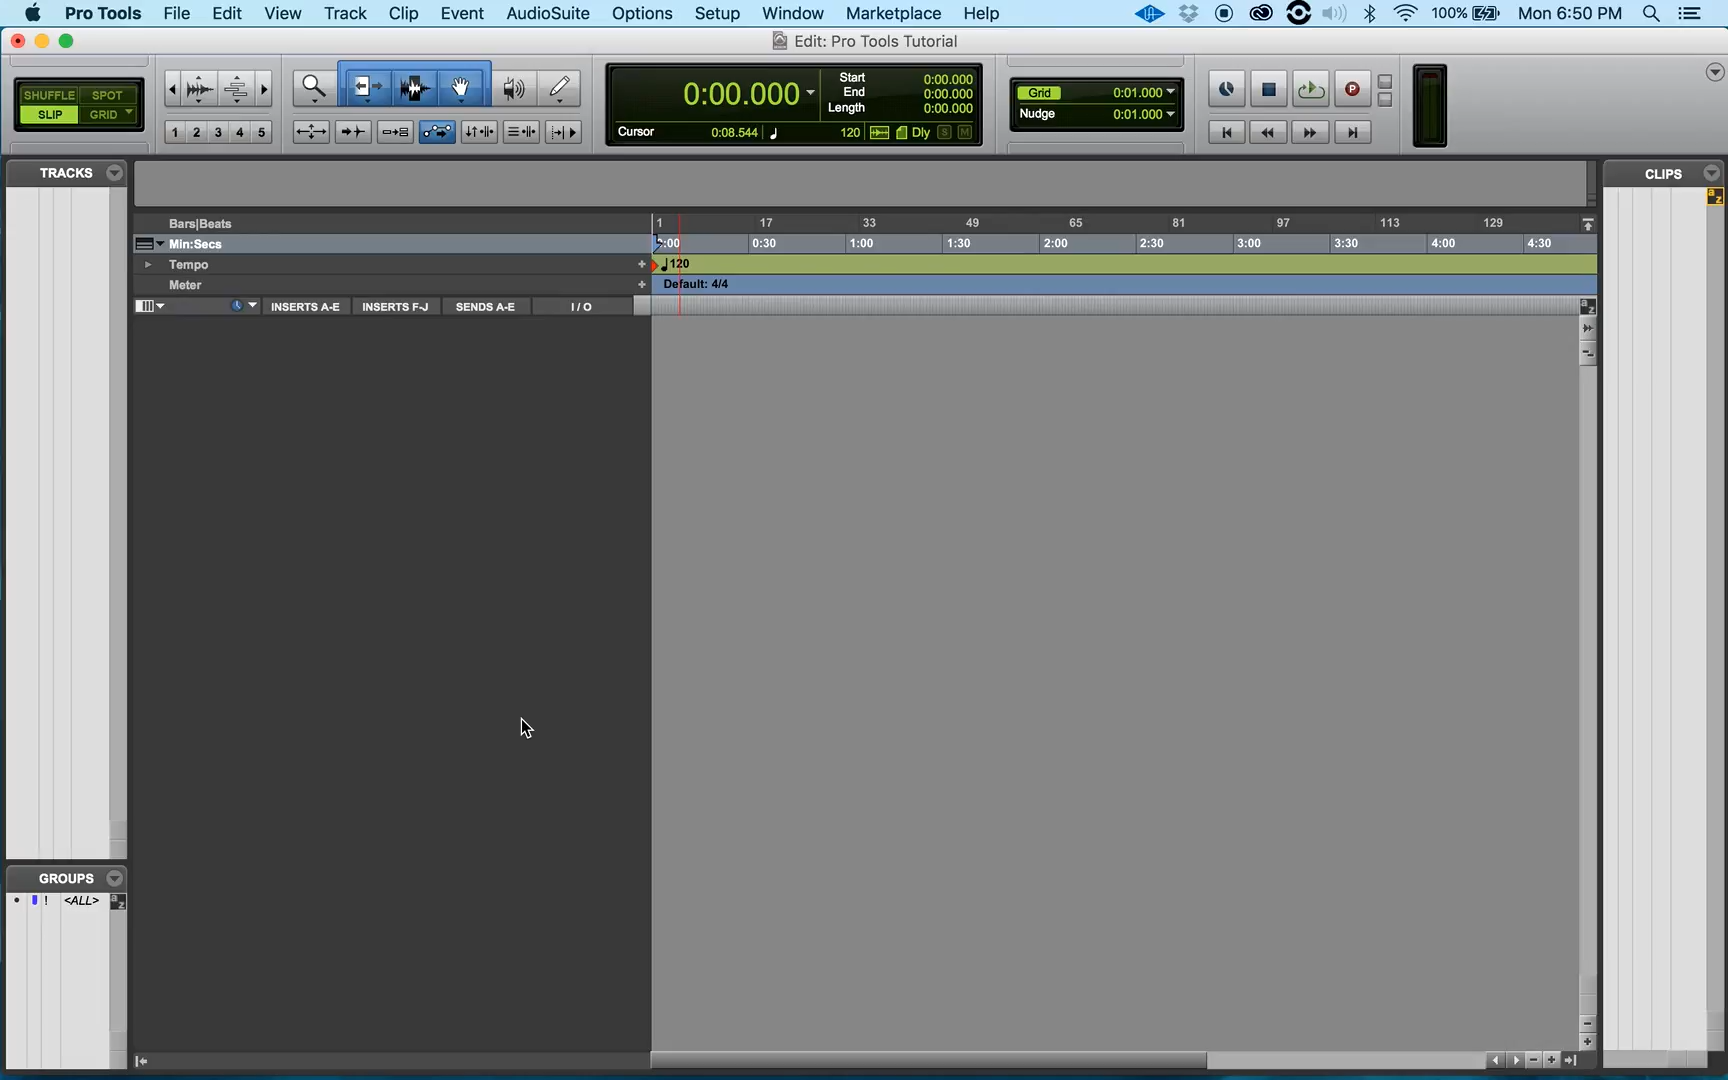 Pro Tools File Edit View Track Clip Event AudioSuite Options Setup Window Marketplace Help 100% Mon 6:50 PM
Edit: Pro Tools Tutorial
SHUFFLE SPOT
SLIP GRID
1 2 3 4 5
0:00.000
Start 0:00.000
End 0:00.000
Length 0:00.000
Cursor 0:08.544 120 Dly S M
Grid 0:01.000
Nudge 0:01.000
P
TRACKS
CLIPS
a z
Bars|Beats 1 17 33 49 65 81 97 113 129
Min:Secs 0:00 0:30 1:00 1:30 2:00 2:30 3:00 3:30 4:00 4:30
Tempo + 120
Meter + Default: 4/4
INSERTS A-E INSERTS F-J SENDS A-E I / O
a z
GROUPS
! <ALL> a z